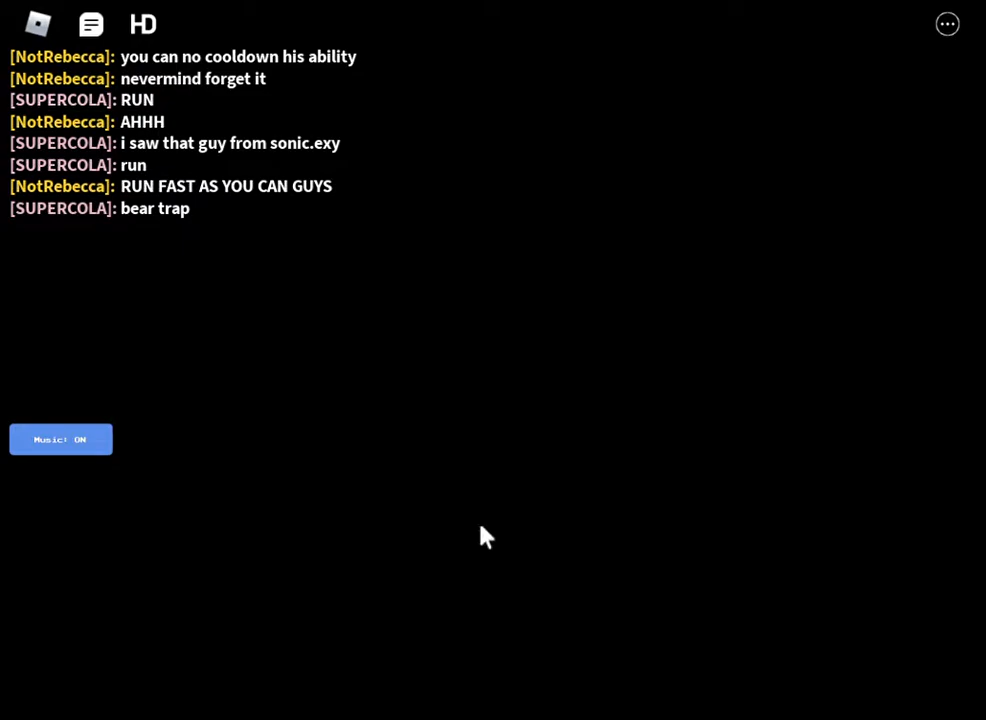 HD
[NotRebecca]: you can no cooldown his ability
[NotRebecca]: nevermind forget it
[SUPERCOLA]: RUN
[NotRebecca]: AHHH
[SUPERCOLA]: i saw that guy from sonic.exy
[SUPERCOLA]: run
[NotRebecca]: RUN FAST AS YOU CAN GUYS
[SUPERCOLA]: bear trap
Music: ON